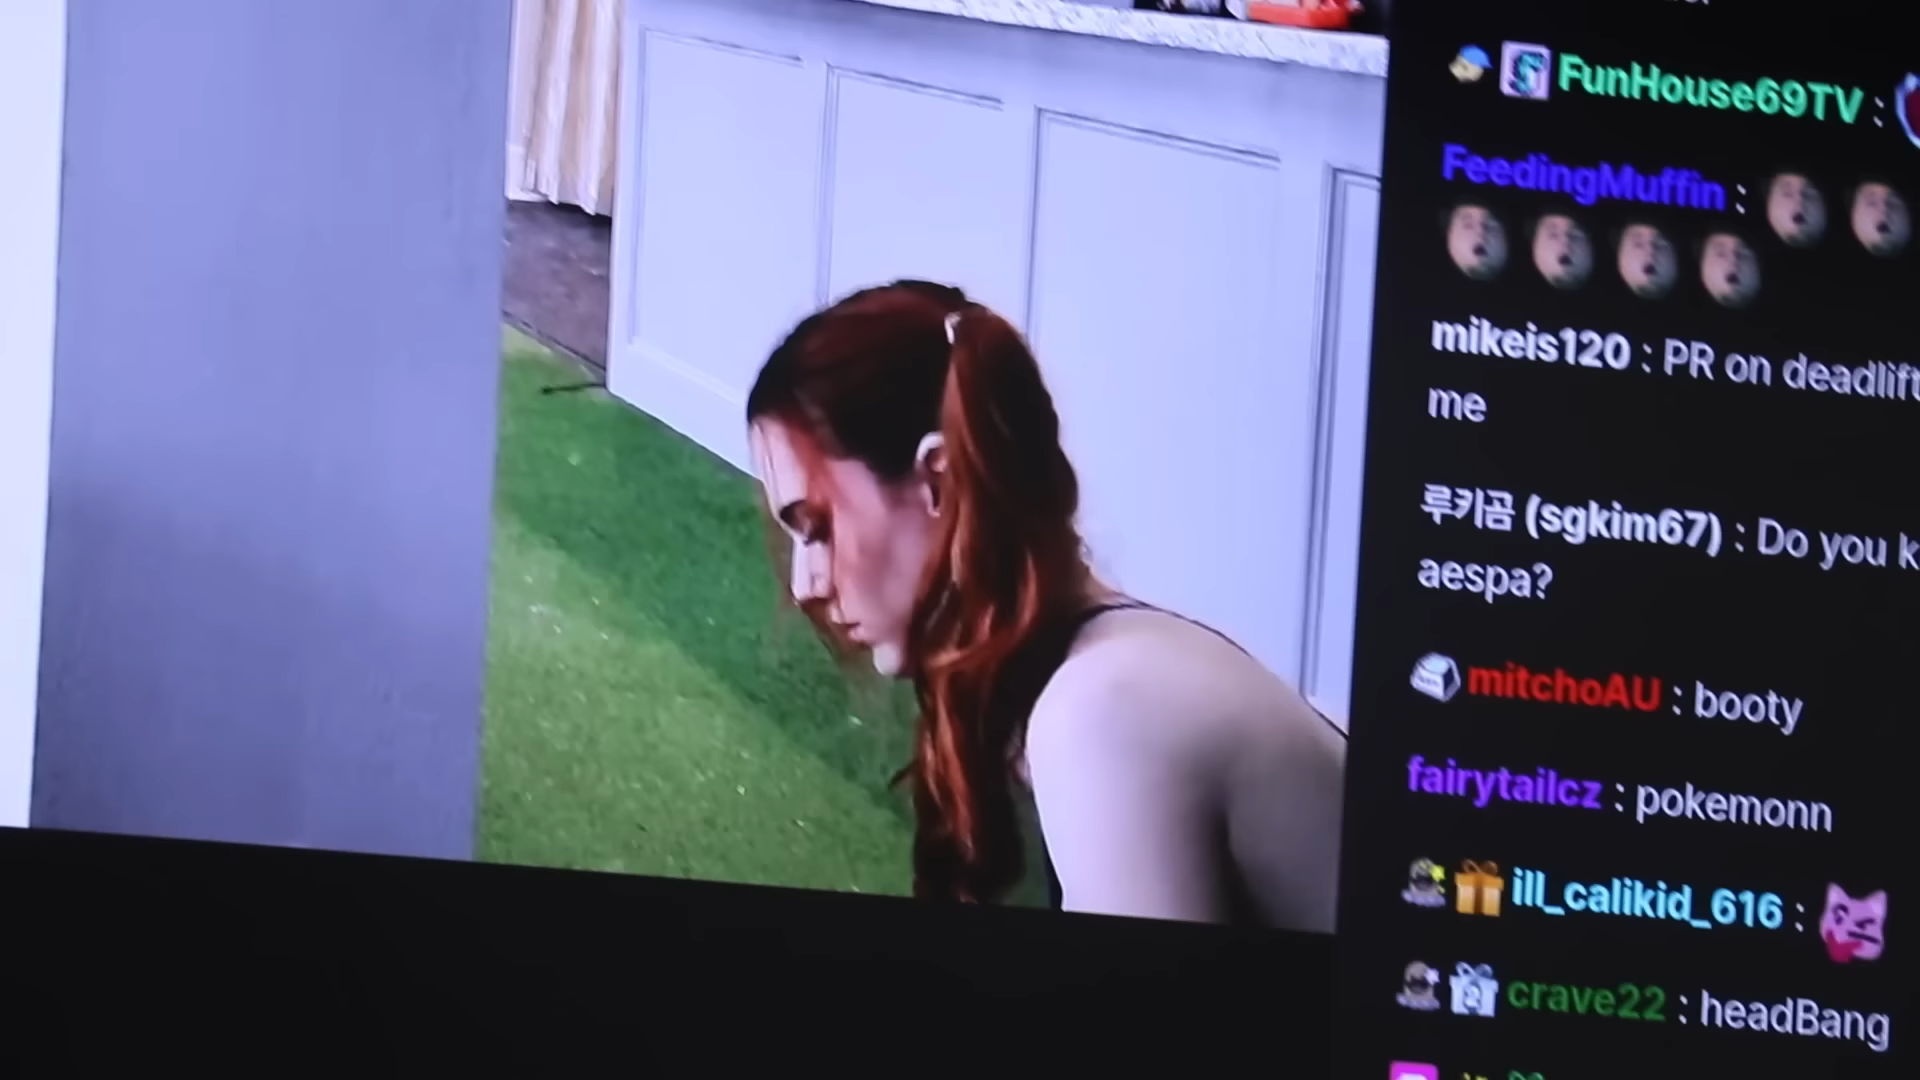 FunHouse69TV :
FeedingMuffin :
mikeis120 : PR on deadlift
me
루키곰 (sgkim67) : Do you k
aespa?
mitchoAU : booty
fairytailcz : pokemonn
ill_calikid_616 :
crave22 : headBang